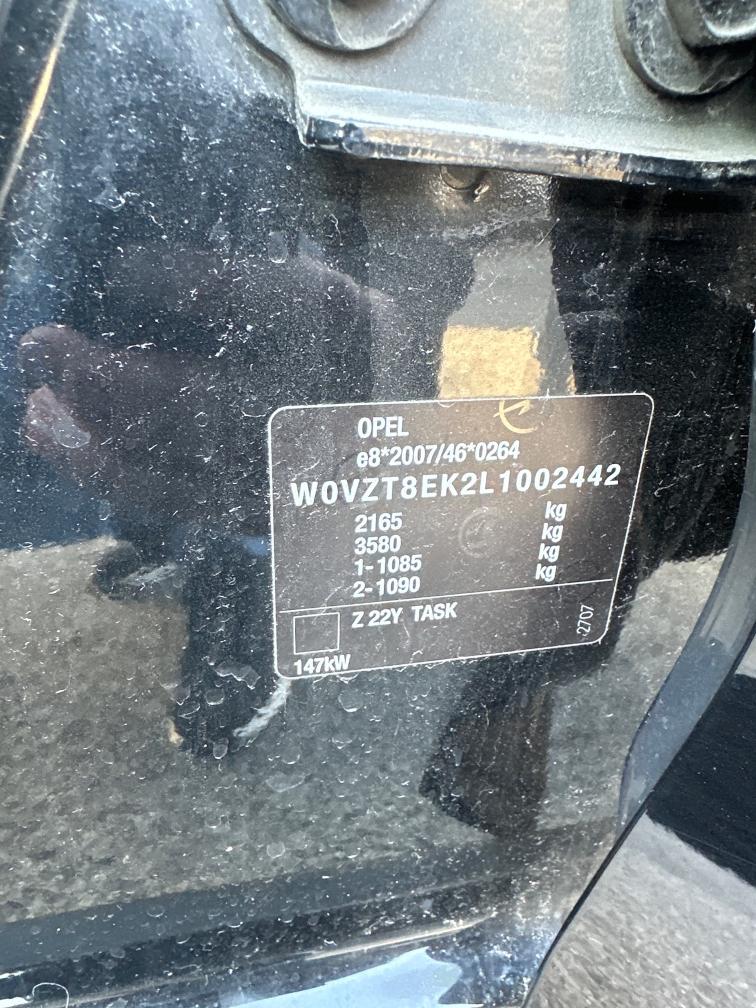 OPEL
e8*2007/46*0264
W0VZT8EK2L1002442
2165 kg
3580 kg
1-1085 kg
2-1090 kg
Z 22Y TASK
2707
147kW